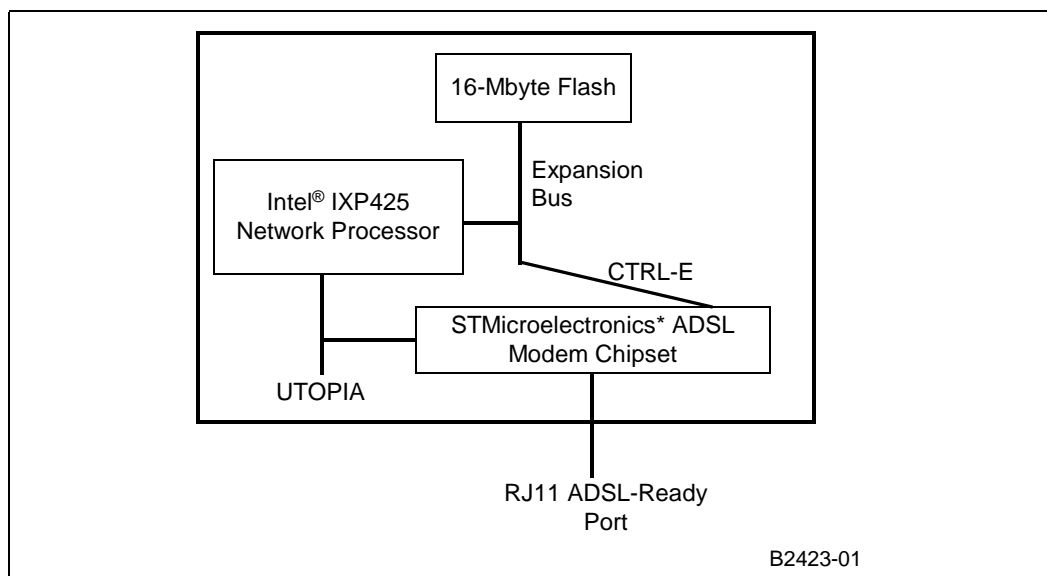 16-Mbyte Flash
Expansion
Bus
Intel® IXP425
Network Processor
CTRL-E
STMicroelectronics* ADSL
Modem Chipset
UTOPIA
RJ11 ADSL-Ready
Port
B2423-01